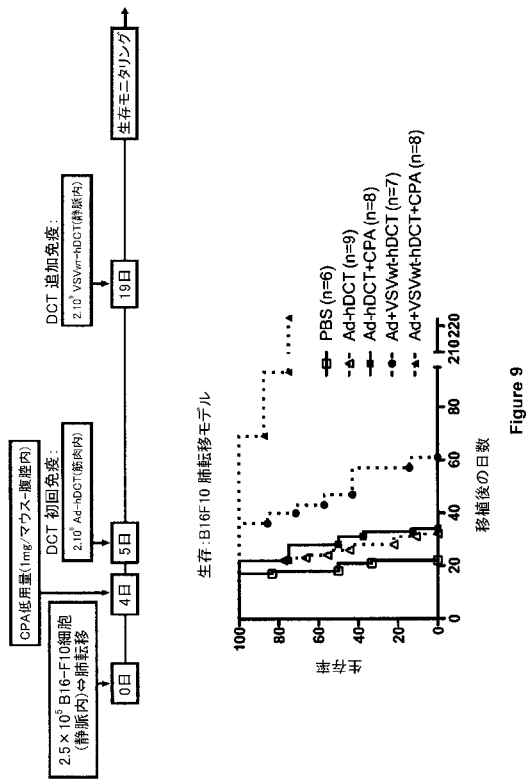 CPA低用量(1mg/マウス-腹腔内)
2.5×10⁵ B16-F10細胞
(静脈内)⇔肺転移
DCT 初回免疫:
2.10⁸ Ad-hDCT(筋肉内)
DCT 追加免疫:
2.10⁹ VSVwt-hDCT(静脈内)
0日
4日
5日
19日
生存モニタリング
生存:B16F10 肺転移モデル
生存率
100
80
60
40
20
0
0
20
40
60
80
210
220
移植後の日数
PBS (n=6)
Ad-hDCT (n=9)
Ad-hDCT+CPA (n=8)
Ad+VSVwt-hDCT (n=7)
Ad+VSVwt-hDCT+CPA (n=8)
Figure 9